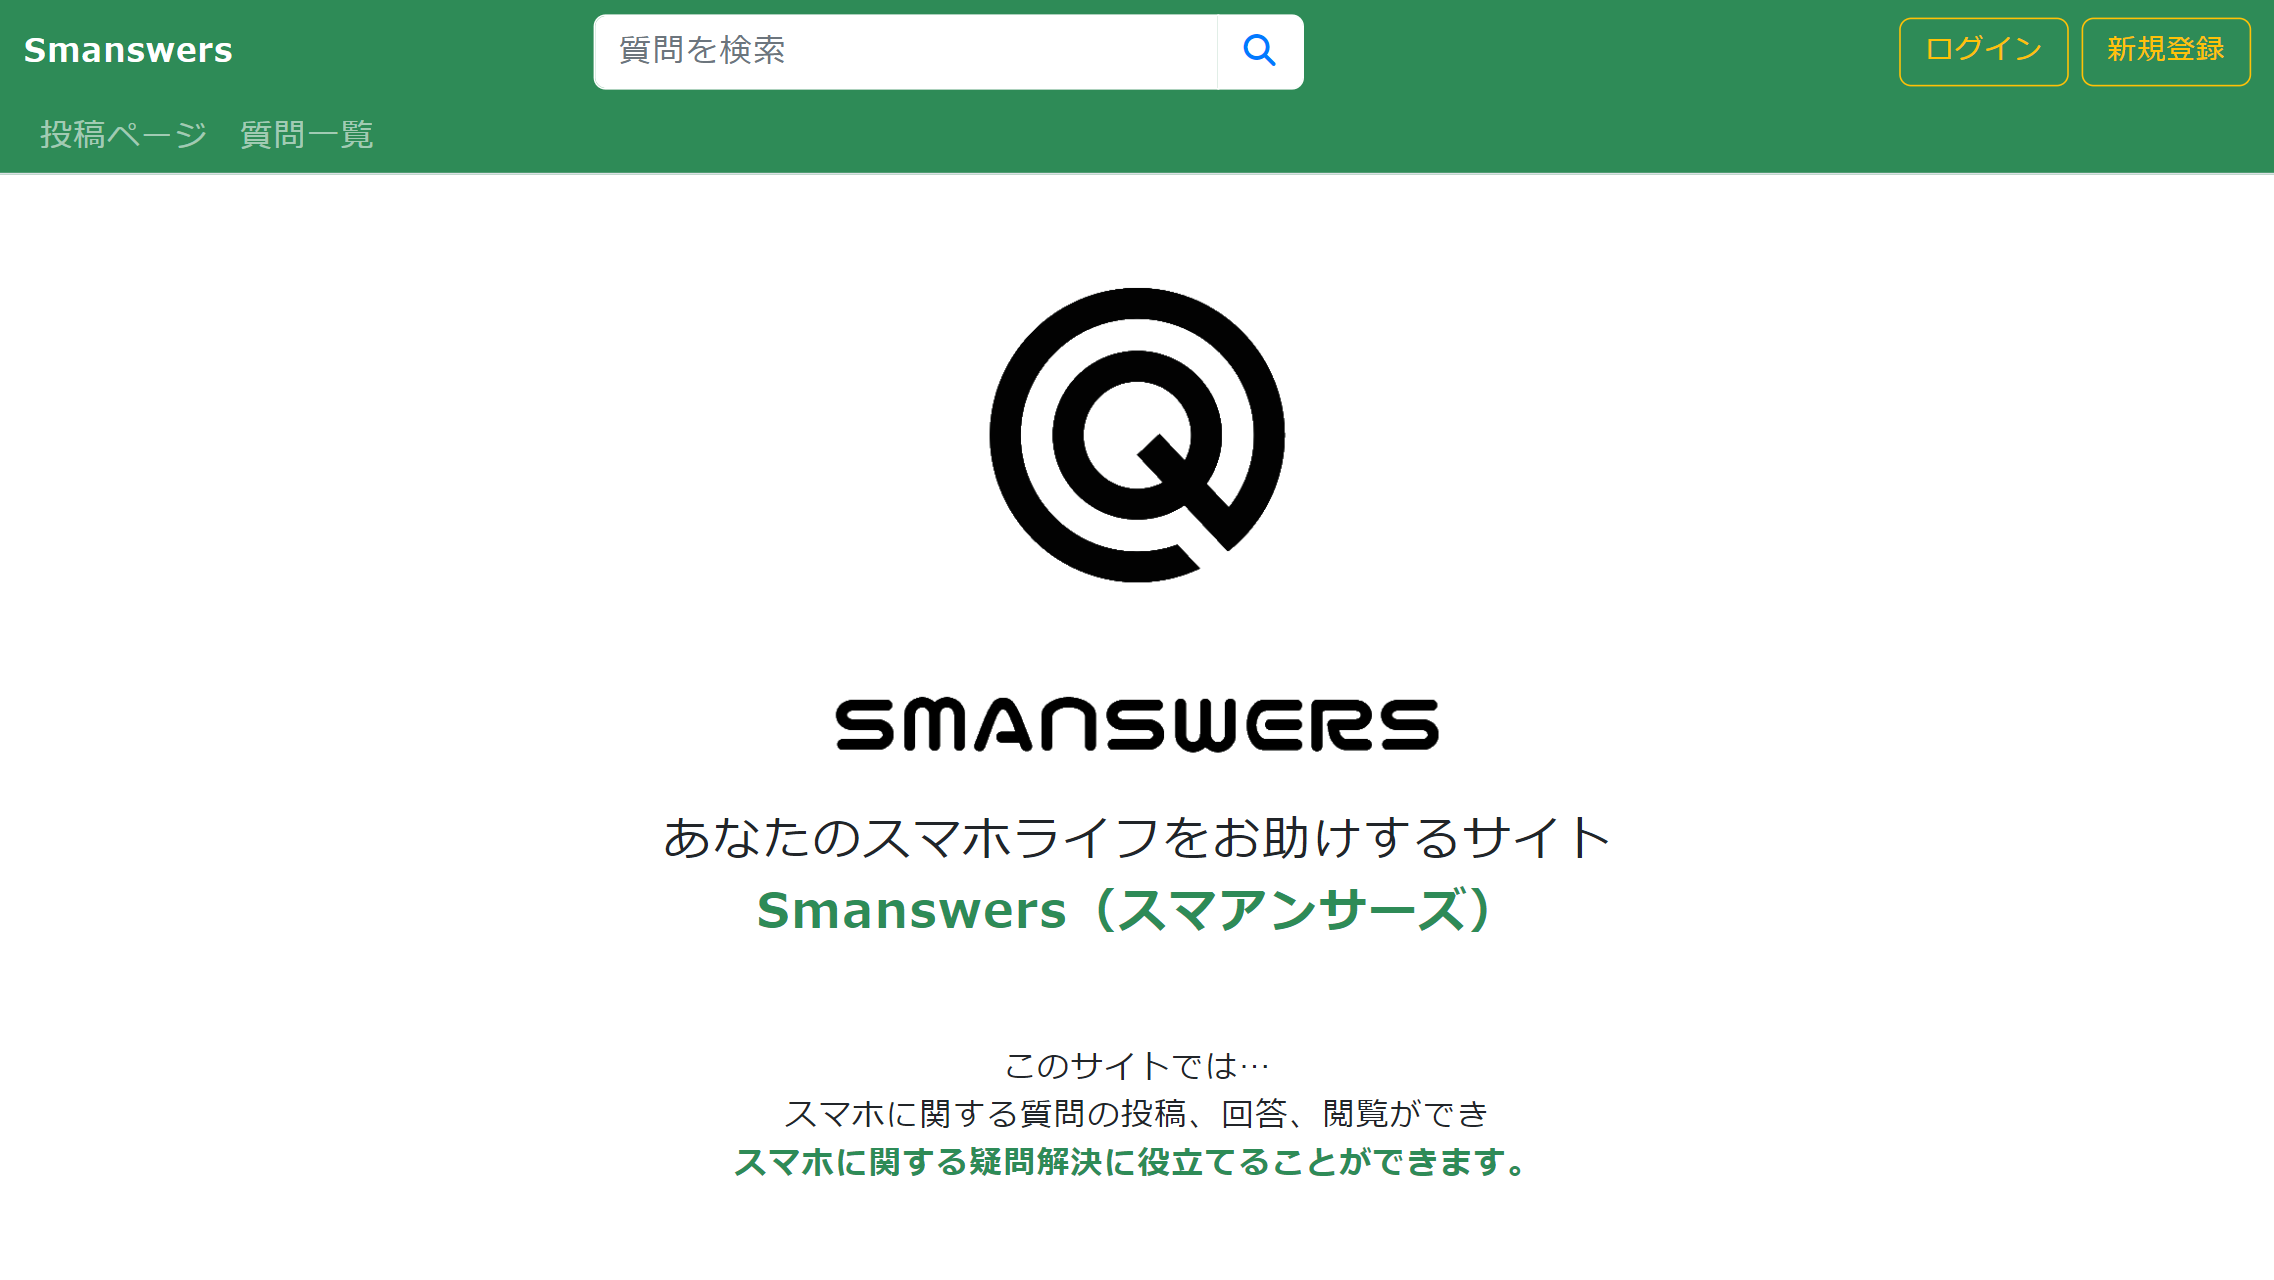 Smanswers
質問を検索
ログイン
新規登録
投稿ページ
質問一覧
SMANSWERS
あなたのスマホライフをお助けするサイト
Smanswers（スマアンサーズ）
このサイトでは…
スマホに関する質問の投稿、回答、閲覧ができ
スマホに関する疑問解決に役立てることができます。